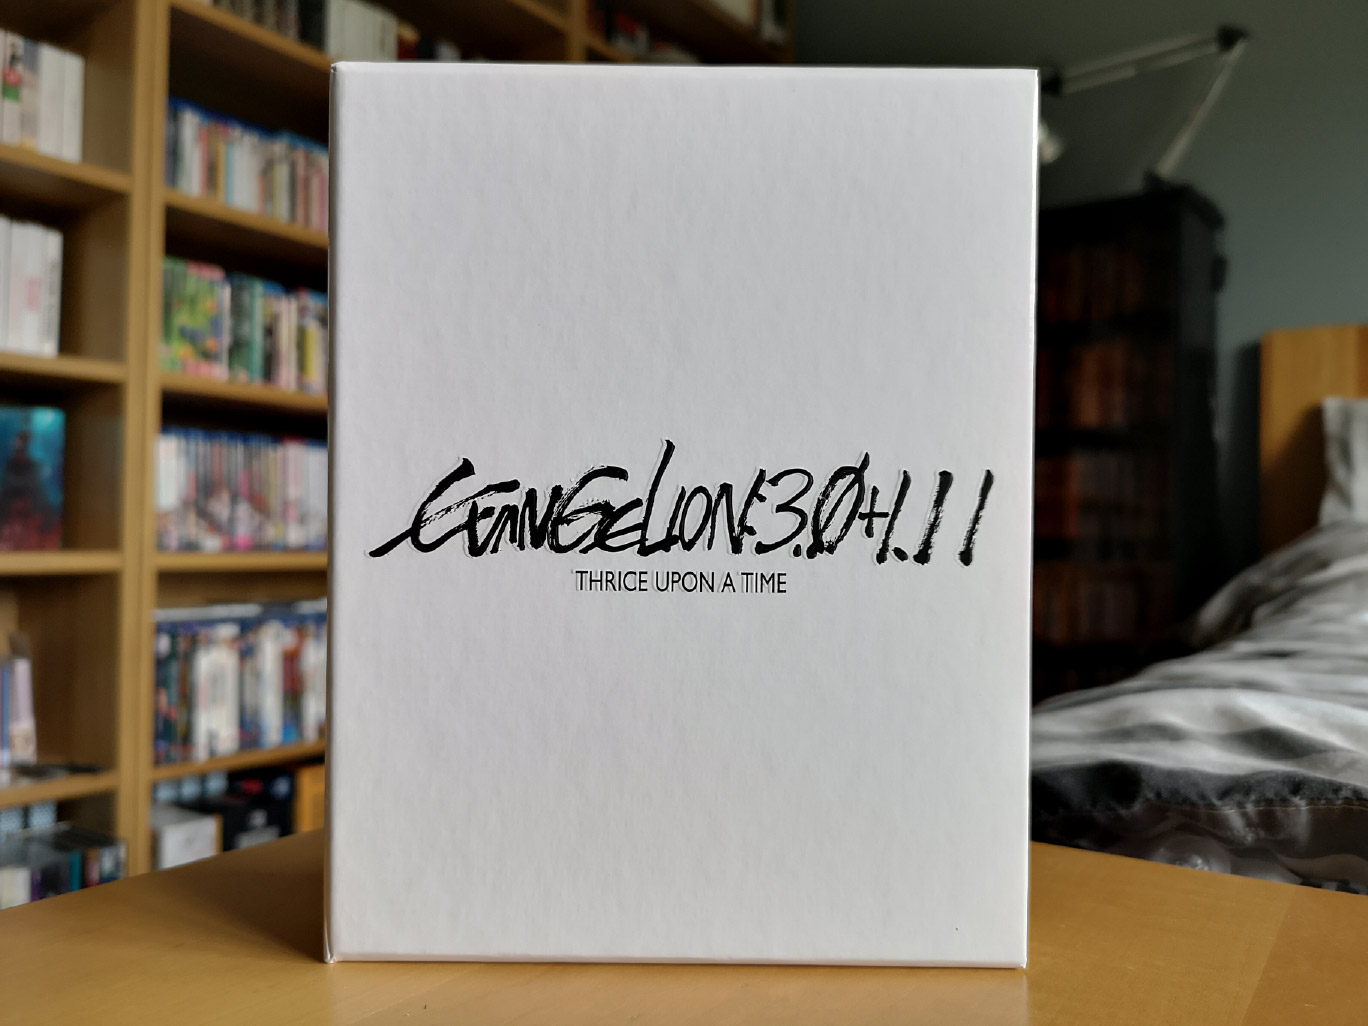 EVANGELION:3.0+1.11
THRICE UPON A TIME